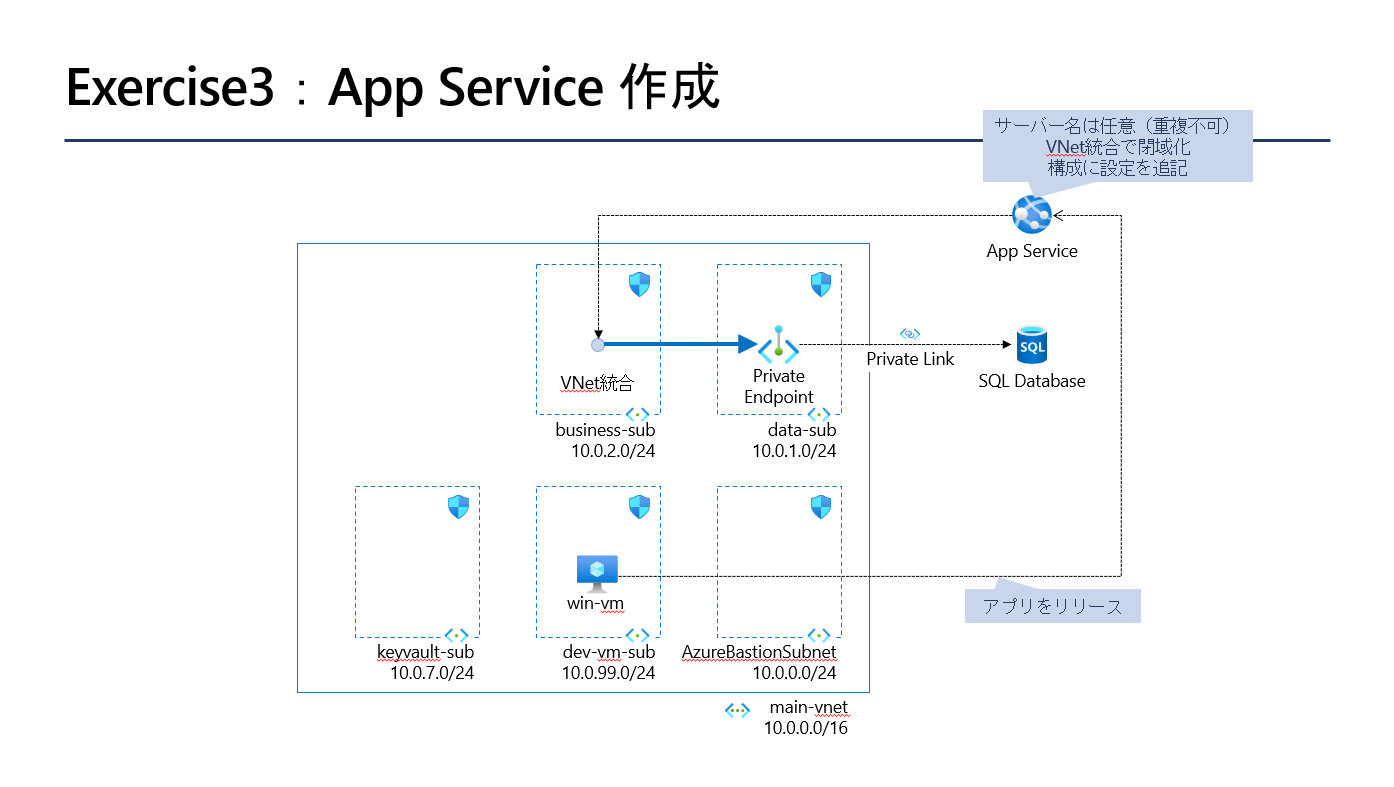 Exercise3：App Service 作成
サーバー名は任意（重複不可）
VNet統合で閉域化
構成に設定を追記
App Service
VNet統合
Private
Endpoint
Private Link
SQL
SQL Database
business-sub
10.0.2.0/24
data-sub
10.0.1.0/24
win-vm
アプリをリリース
keyvault-sub
10.0.7.0/24
dev-vm-sub
10.0.99.0/24
AzureBastionSubnet
10.0.0.0/24
main-vnet
10.0.0.0/16